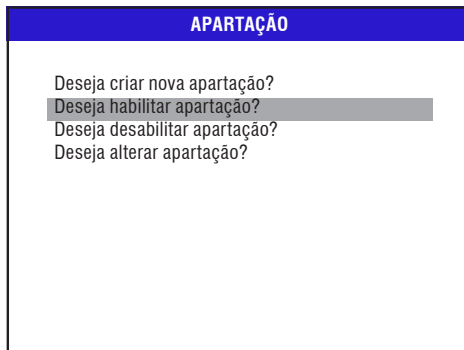 APARTAÇÃO
Deseja criar nova apartação?
Deseja habilitar apartação?
Deseja desabilitar apartação?
Deseja alterar apartação?